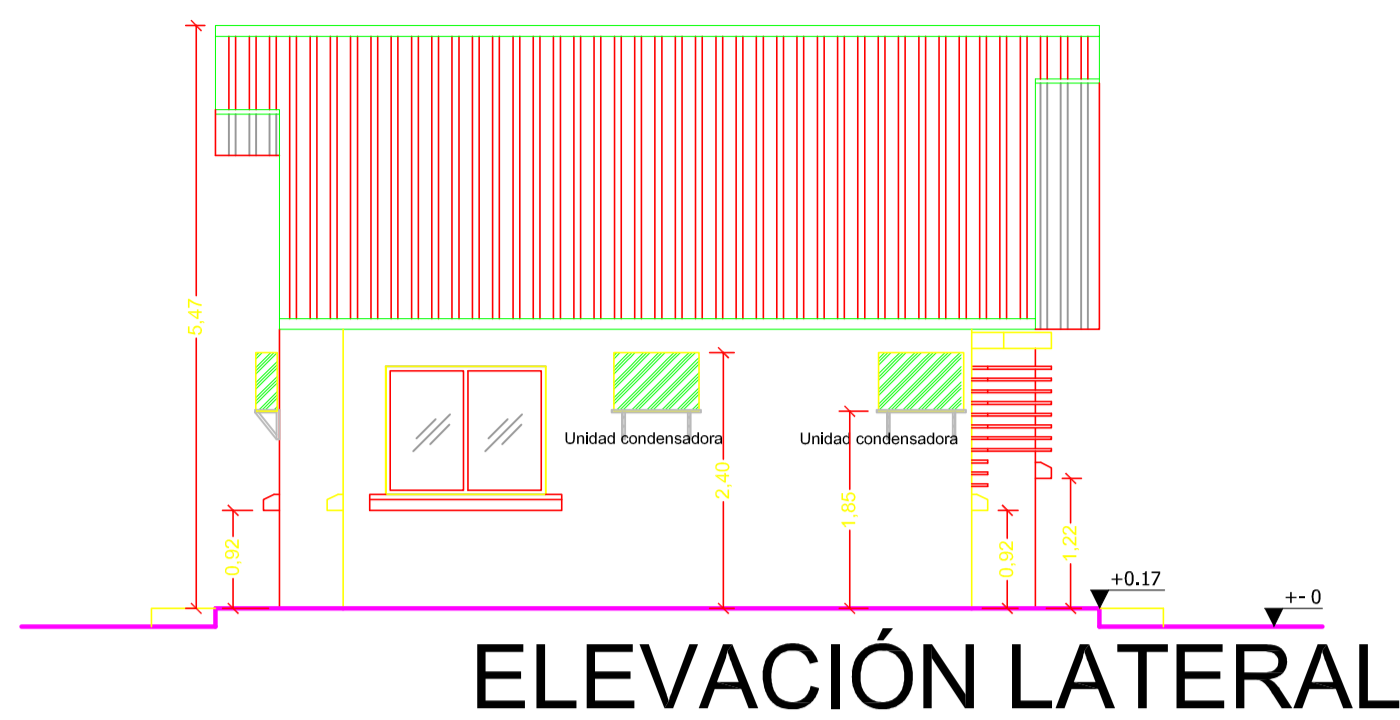 5,47
Unidad condensadora
Unidad condensadora
2,40
1,85
0,92
0,92
1,22
+0.17
+- 0
ELEVACIÓN LATERAL